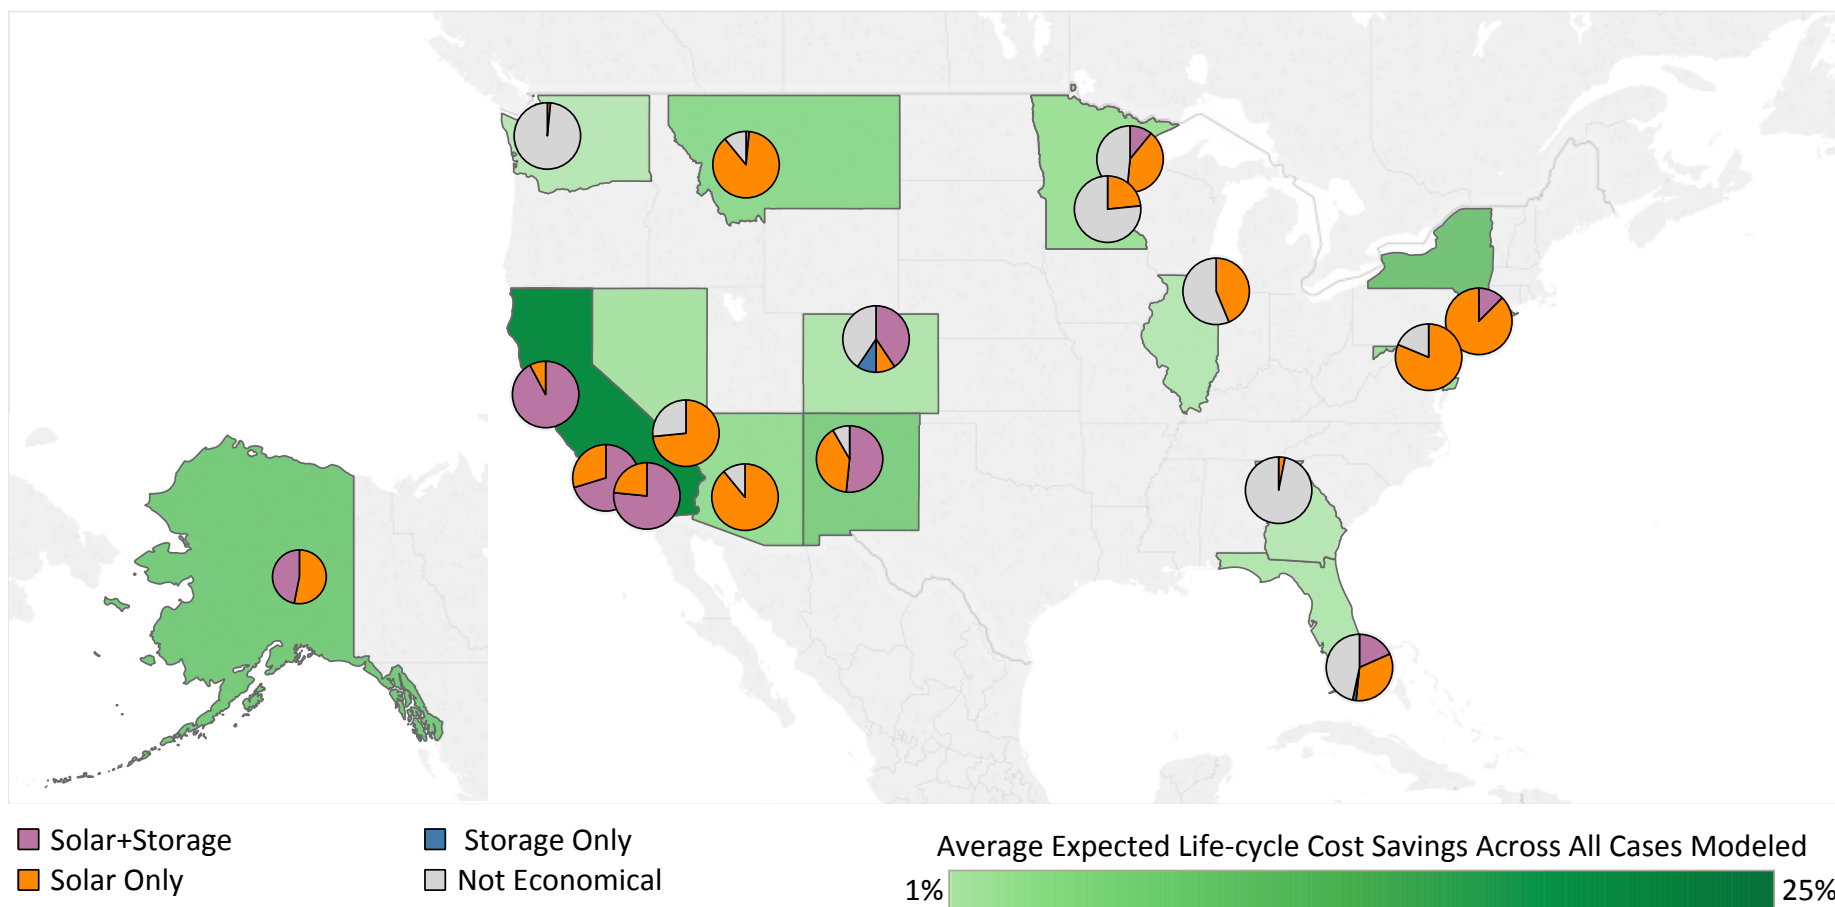 Solar+Storage
Storage Only
Solar Only
Not Economical
Average Expected Life-cycle Cost Savings Across All Cases Modeled
1%
25%